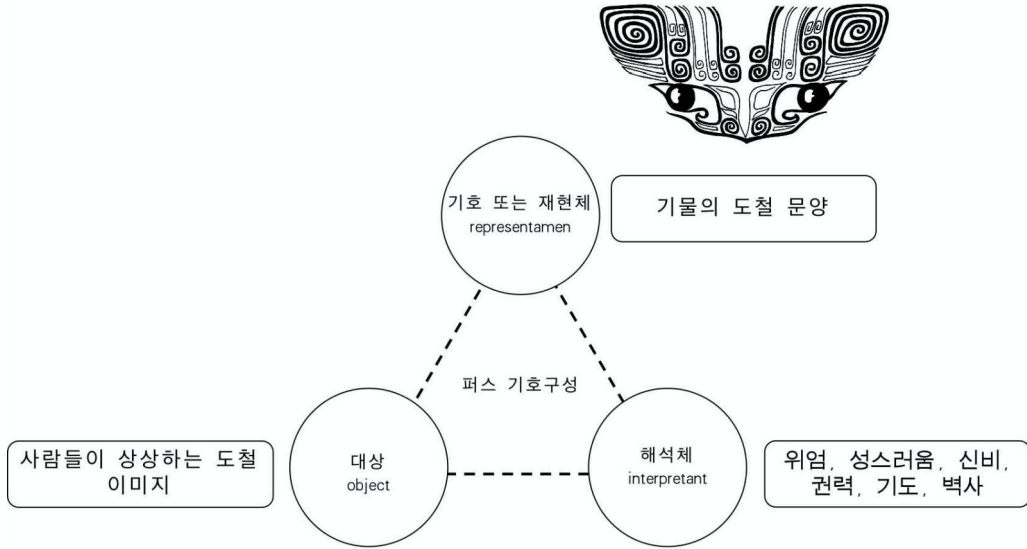 기호 또는 재현체
representamen
기물의 도철 문양
퍼스 기호구성
사람들이 상상하는 도철
이미지
대상
object
해석체
interpretant
위엄, 성스러움, 신비,
권력, 기도, 벽사